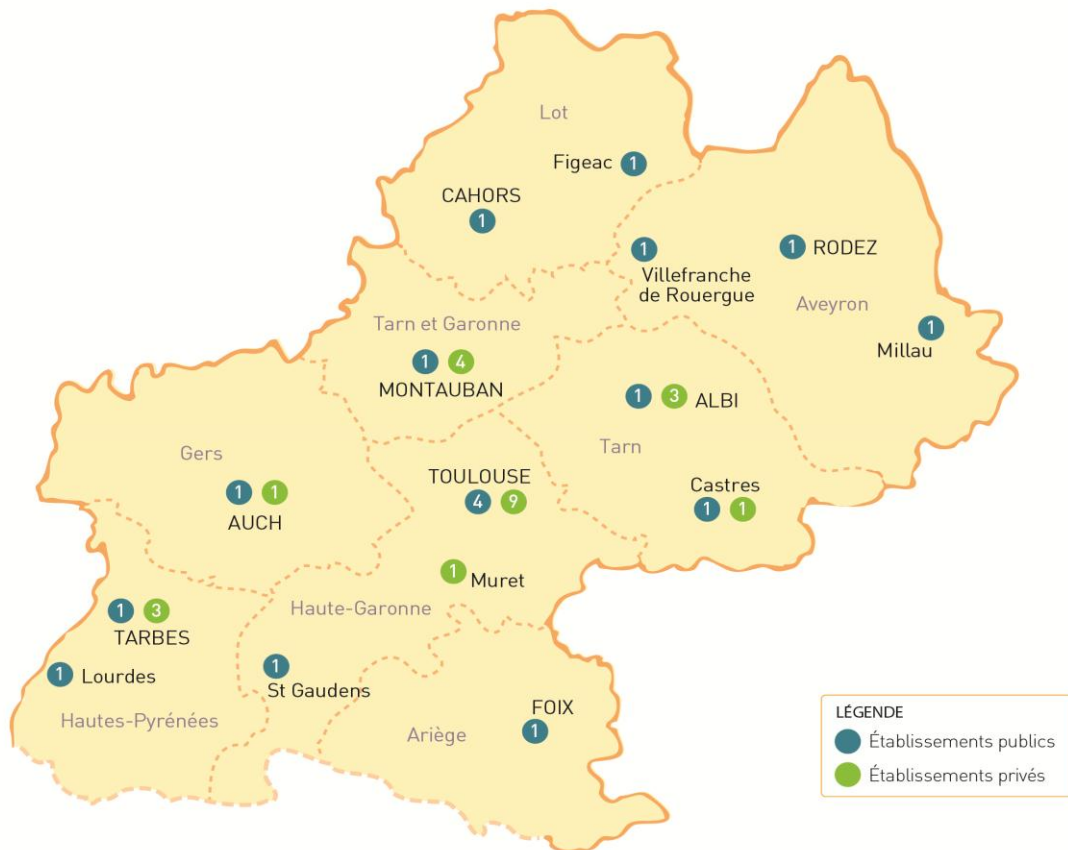 Lot
Figeac 1
CAHORS
1
1
Villefranche
de Rouergue
1 RODEZ
Aveyron
1
Millau
Tarn et Garonne
1 4
MONTAUBAN
1 3 ALBI
Tarn
Castres
1 1
Gers
1 1
AUCH
TOULOUSE
4 9
1 Muret
Haute-Garonne
1 3
TARBES
1 Lourdes
Hautes-Pyrénées
1
St Gaudens
Ariège
FOIX
1
LÉGENDE
Établissements publics
Établissements privés